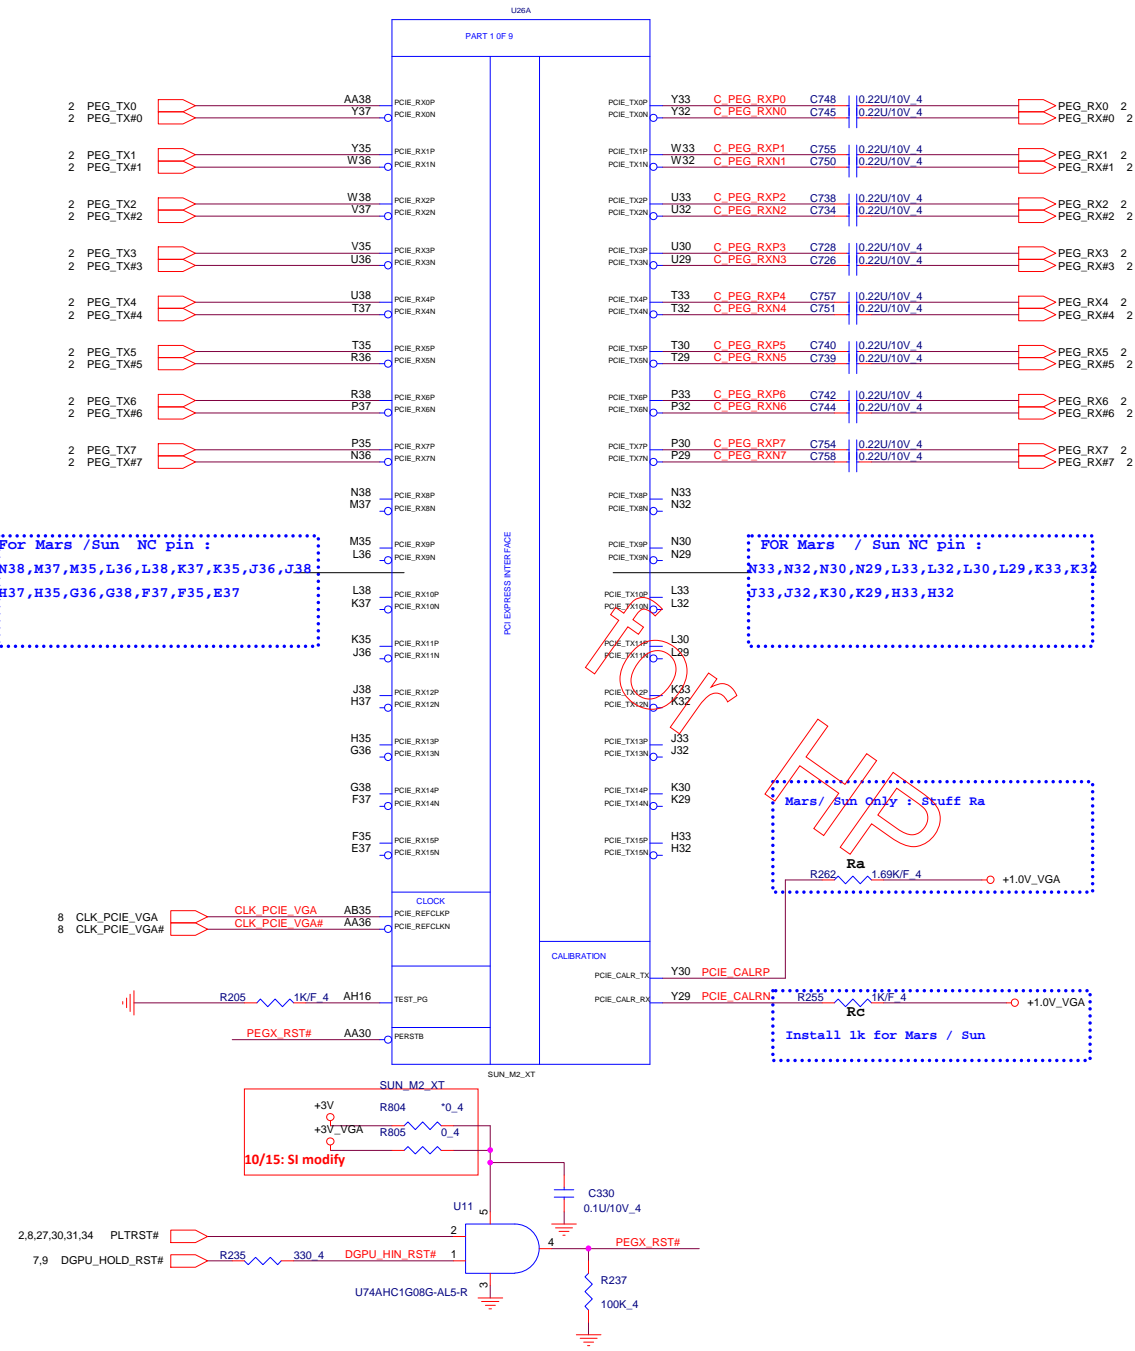 U26A
PART 1 0F 9
2 PEG_TX0 AA38 PCIE_RX0P PCIE_TX0P Y33 C_PEG_RXP0 C748 0.22U/10V_4 PEG_RX0 2
2 PEG_TX#0 Y37 PCIE_RX0N PCIE_TX0N Y32 C_PEG_RXN0 C745 0.22U/10V_4 PEG_RX#0 2
2 PEG_TX1 Y35 PCIE_RX1P PCIE_TX1P W33 C_PEG_RXP1 C755 0.22U/10V_4 PEG_RX1 2
2 PEG_TX#1 W36 PCIE_RX1N PCIE_TX1N W32 C_PEG_RXN1 C750 0.22U/10V_4 PEG_RX#1 2
2 PEG_TX2 W38 PCIE_RX2P PCIE_TX2P U33 C_PEG_RXP2 C738 0.22U/10V_4 PEG_RX2 2
2 PEG_TX#2 V37 PCIE_RX2N PCIE_TX2N U32 C_PEG_RXN2 C734 0.22U/10V_4 PEG_RX#2 2
2 PEG_TX3 V35 PCIE_RX3P PCIE_TX3P U30 C_PEG_RXP3 C728 0.22U/10V_4 PEG_RX3 2
2 PEG_TX#3 U36 PCIE_RX3N PCIE_TX3N U29 C_PEG_RXN3 C726 0.22U/10V_4 PEG_RX#3 2
2 PEG_TX4 U38 PCIE_RX4P PCIE_TX4P T33 C_PEG_RXP4 C757 0.22U/10V_4 PEG_RX4 2
2 PEG_TX#4 T37 PCIE_RX4N PCIE_TX4N T32 C_PEG_RXN4 C751 0.22U/10V_4 PEG_RX#4 2
2 PEG_TX5 T35 PCIE_RX5P PCIE_TX5P T30 C_PEG_RXP5 C740 0.22U/10V_4 PEG_RX5 2
2 PEG_TX#5 R36 PCIE_RX5N PCIE_TX5N T29 C_PEG_RXN5 C739 0.22U/10V_4 PEG_RX#5 2
2 PEG_TX6 R38 PCIE_RX6P PCIE_TX6P P33 C_PEG_RXP6 C742 0.22U/10V_4 PEG_RX6 2
2 PEG_TX#6 P37 PCIE_RX6N PCIE_TX6N P32 C_PEG_RXN6 C744 0.22U/10V_4 PEG_RX#6 2
2 PEG_TX7 P35 PCIE_RX7P PCIE_TX7P P30 C_PEG_RXP7 C754 0.22U/10V_4 PEG_RX7 2
2 PEG_TX#7 N36 PCIE_RX7N PCIE_TX7N P29 C_PEG_RXN7 C758 0.22U/10V_4 PEG_RX#7 2
N38 PCIE_RX8P PCIE_TX8P N33
M37 PCIE_RX8N PCIE_TX8N N32
M35 PCIE_RX9P PCIE_TX9P N30
L36 PCIE_RX9N PCIE_TX9N N29
For Mars /Sun NC pin :
N38,M37,M35,L36,L38,K37,K35,J36,J38
H37,H35,G36,G38,F37,F35,E37
PCI EXPRESS INTERFACE
FOR Mars / Sun NC pin :
N33,N32,N30,N29,L33,L32,L30,L29,K33,K32
J33,J32,K30,K29,H33,H32
L38 PCIE_RX10P PCIE_TX10P L33
K37 PCIE_RX10N PCIE_TX10N L32
K35 PCIE_RX11P PCIE_TX11P L30
J36 PCIE_RX11N PCIE_TX11N L29
J38 PCIE_RX12P PCIE_TX12P K33
H37 PCIE_RX12N PCIE_TX12N K32
H35 PCIE_RX13P PCIE_TX13P J33
G36 PCIE_RX13N PCIE_TX13N J32
G38 PCIE_RX14P PCIE_TX14P K30
F37 PCIE_RX14N PCIE_TX14N K29
F35 PCIE_RX15P PCIE_TX15P H33
E37 PCIE_RX15N PCIE_TX15N H32
for HP
Mars/ Sun Only : Stuff Ra
Ra
R262 1.69K/F_4 +1.0V_VGA
CLOCK
8 CLK_PCIE_VGA CLK_PCIE_VGA AB35 PCIE_REFCLKP
8 CLK_PCIE_VGA# CLK_PCIE_VGA# AA36 PCIE_REFCLKN
CALIBRATION
PCIE_CALR_TX Y30 PCIE_CALRP
R205 1K/F_4 AH16 TEST_PG PCIE_CALR_RX Y29 PCIE_CALRN R255 1K/F_4 +1.0V_VGA
Rc
Install 1k for Mars / Sun
PEGX_RST# AA30 PERSTB
SUN_M2_XT
SUN_M2_XT
+3V R804 *0_4
+3V_VGA R805 0_4
10/15: SI modify
C330
0.1U/10V_4
U11 5
2,8,27,30,31,34 PLTRST# 2
4 PEGX_RST#
7,9 DGPU_HOLD_RST# R235 330_4 DGPU_HIN_RST# 1
3
U74AHC1G08G-AL5-R
R237
100K_4